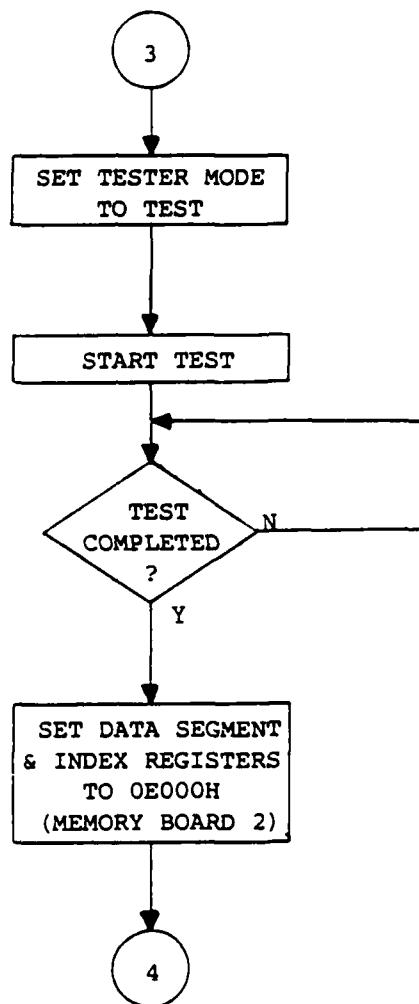 3
SET TESTER MODE
TO TEST
START TEST
TEST
COMPLETED
?
N
Y
SET DATA SEGMENT
& INDEX REGISTERS
TO 0E000H
(MEMORY BOARD 2)
4